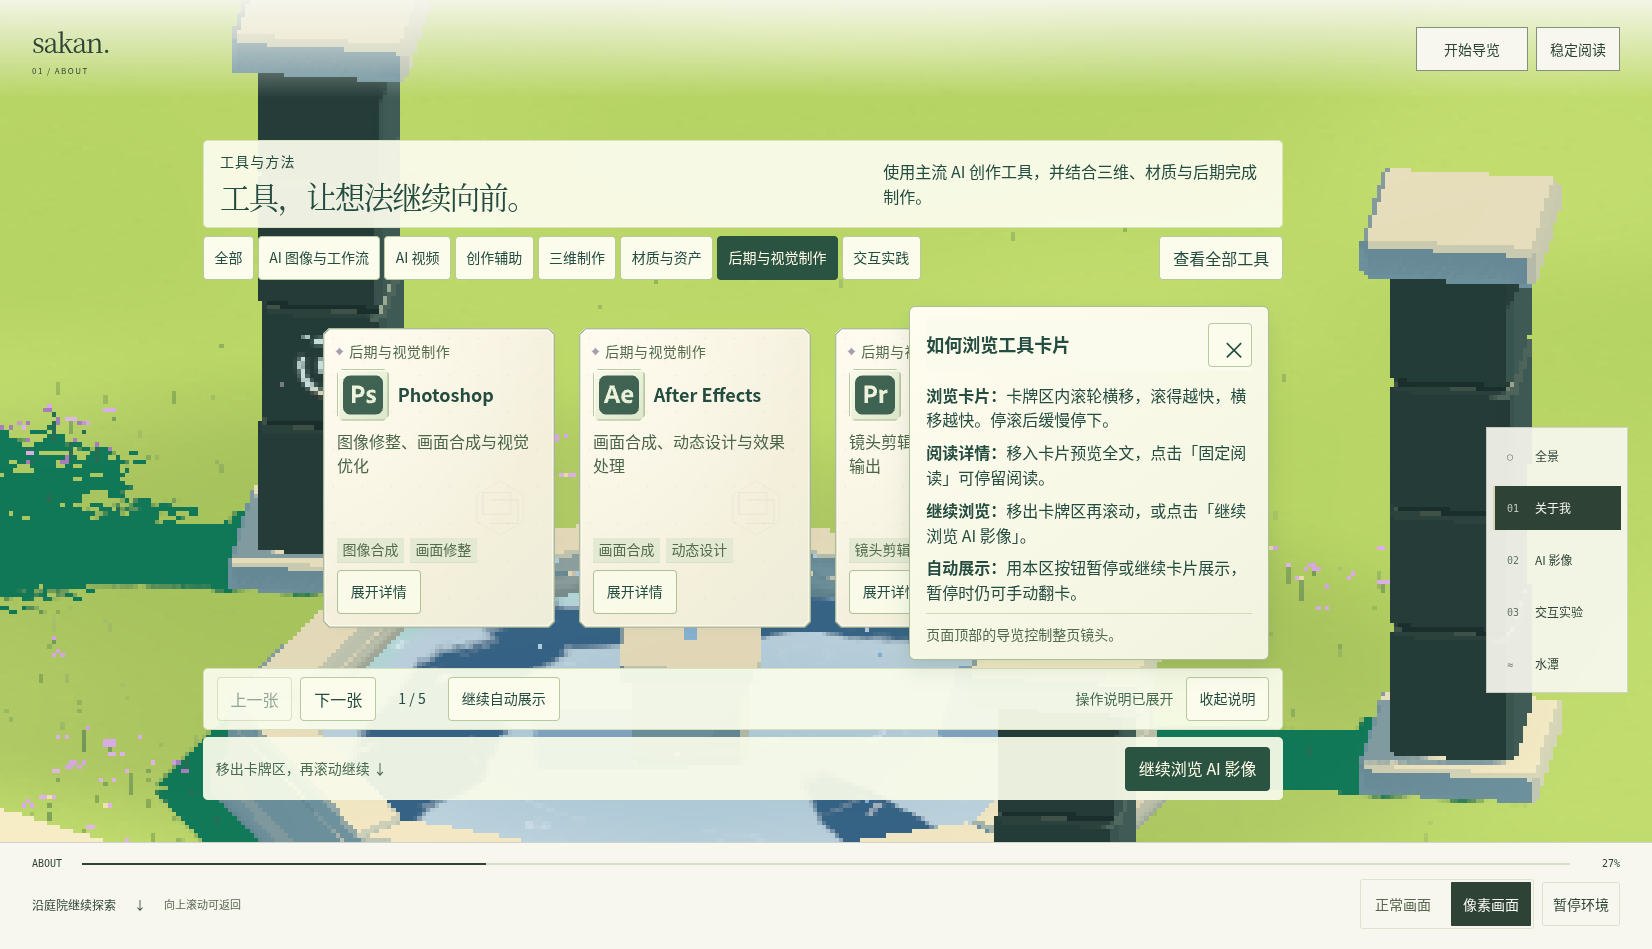 sakan.
01 / ABOUT
开始导览
稳定阅读
工具与方法
工具，让想法继续向前。
使用主流 AI 创作工具，并结合三维、材质与后期完成
制作。
全部
AI 图像与工作流
AI 视频
创作辅助
三维制作
材质与资产
后期与视觉制作
交互实践
查看全部工具
后期与视觉制作
Ps
Photoshop
图像修整、画面合成与视觉
优化
图像合成
画面修整
展开详情
后期与视觉制作
Ae
After Effects
画面合成、动态设计与效果
处理
画面合成
动态设计
展开详情
后期与
Pr
镜头剪辑
输出
镜头剪辑
展开详
如何浏览工具卡片
浏览卡片：卡牌区内滚轮横移，滚得越快，横
移越快。停滚后缓慢停下。
阅读详情：移入卡片预览全文，点击「固定阅
读」可停留阅读。
继续浏览：移出卡牌区再滚动，或点击「继续
浏览 AI 影像」。
自动展示：用本区按钮暂停或继续卡片展示，
暂停时仍可手动翻卡。
页面顶部的导览控制整页镜头。
全景
01 关于我
02 AI 影像
03 交互实验
≈ 水潭
上一张
下一张
1 / 5
继续自动展示
操作说明已展开
收起说明
移出卡牌区，再滚动继续 ↓
继续浏览 AI 影像
ABOUT
27%
沿庭院继续探索 ↓ 向上滚动可返回
正常画面
像素画面
暂停环境